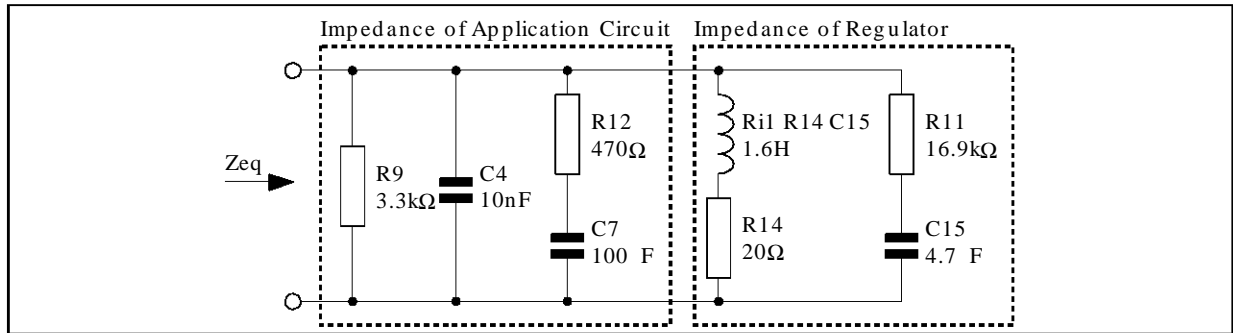 Impedance of Application Circuit
Impedance of Regulator
Zeq
R9
3.3kΩ
C4
10nF
R12
470Ω
C7
100 F
Ri1 R14 C15
1.6H
R14
20Ω
R11
16.9kΩ
C15
4.7 F